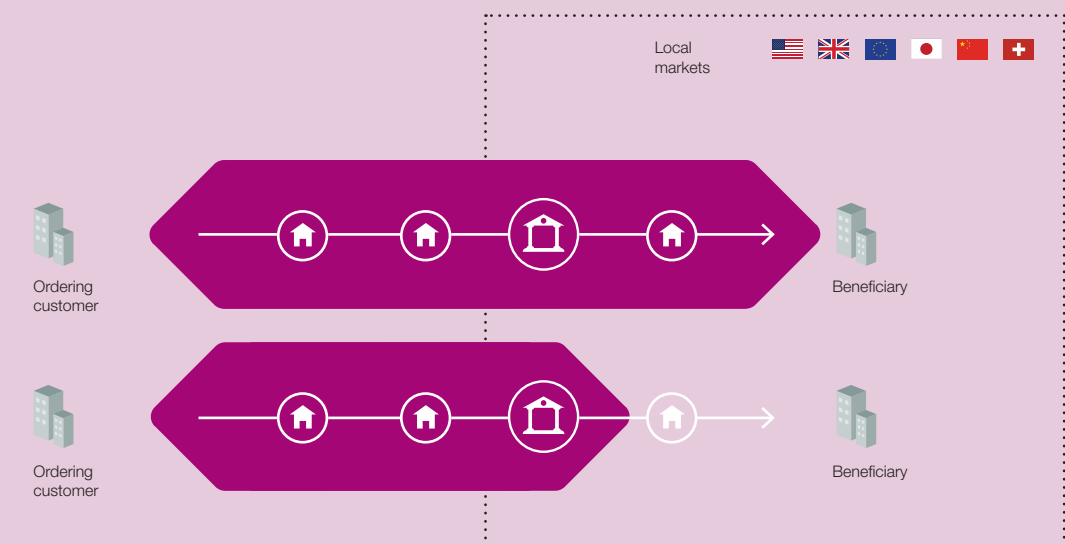 Local
markets
Ordering
customer
Beneficiary
Ordering
customer
Beneficiary